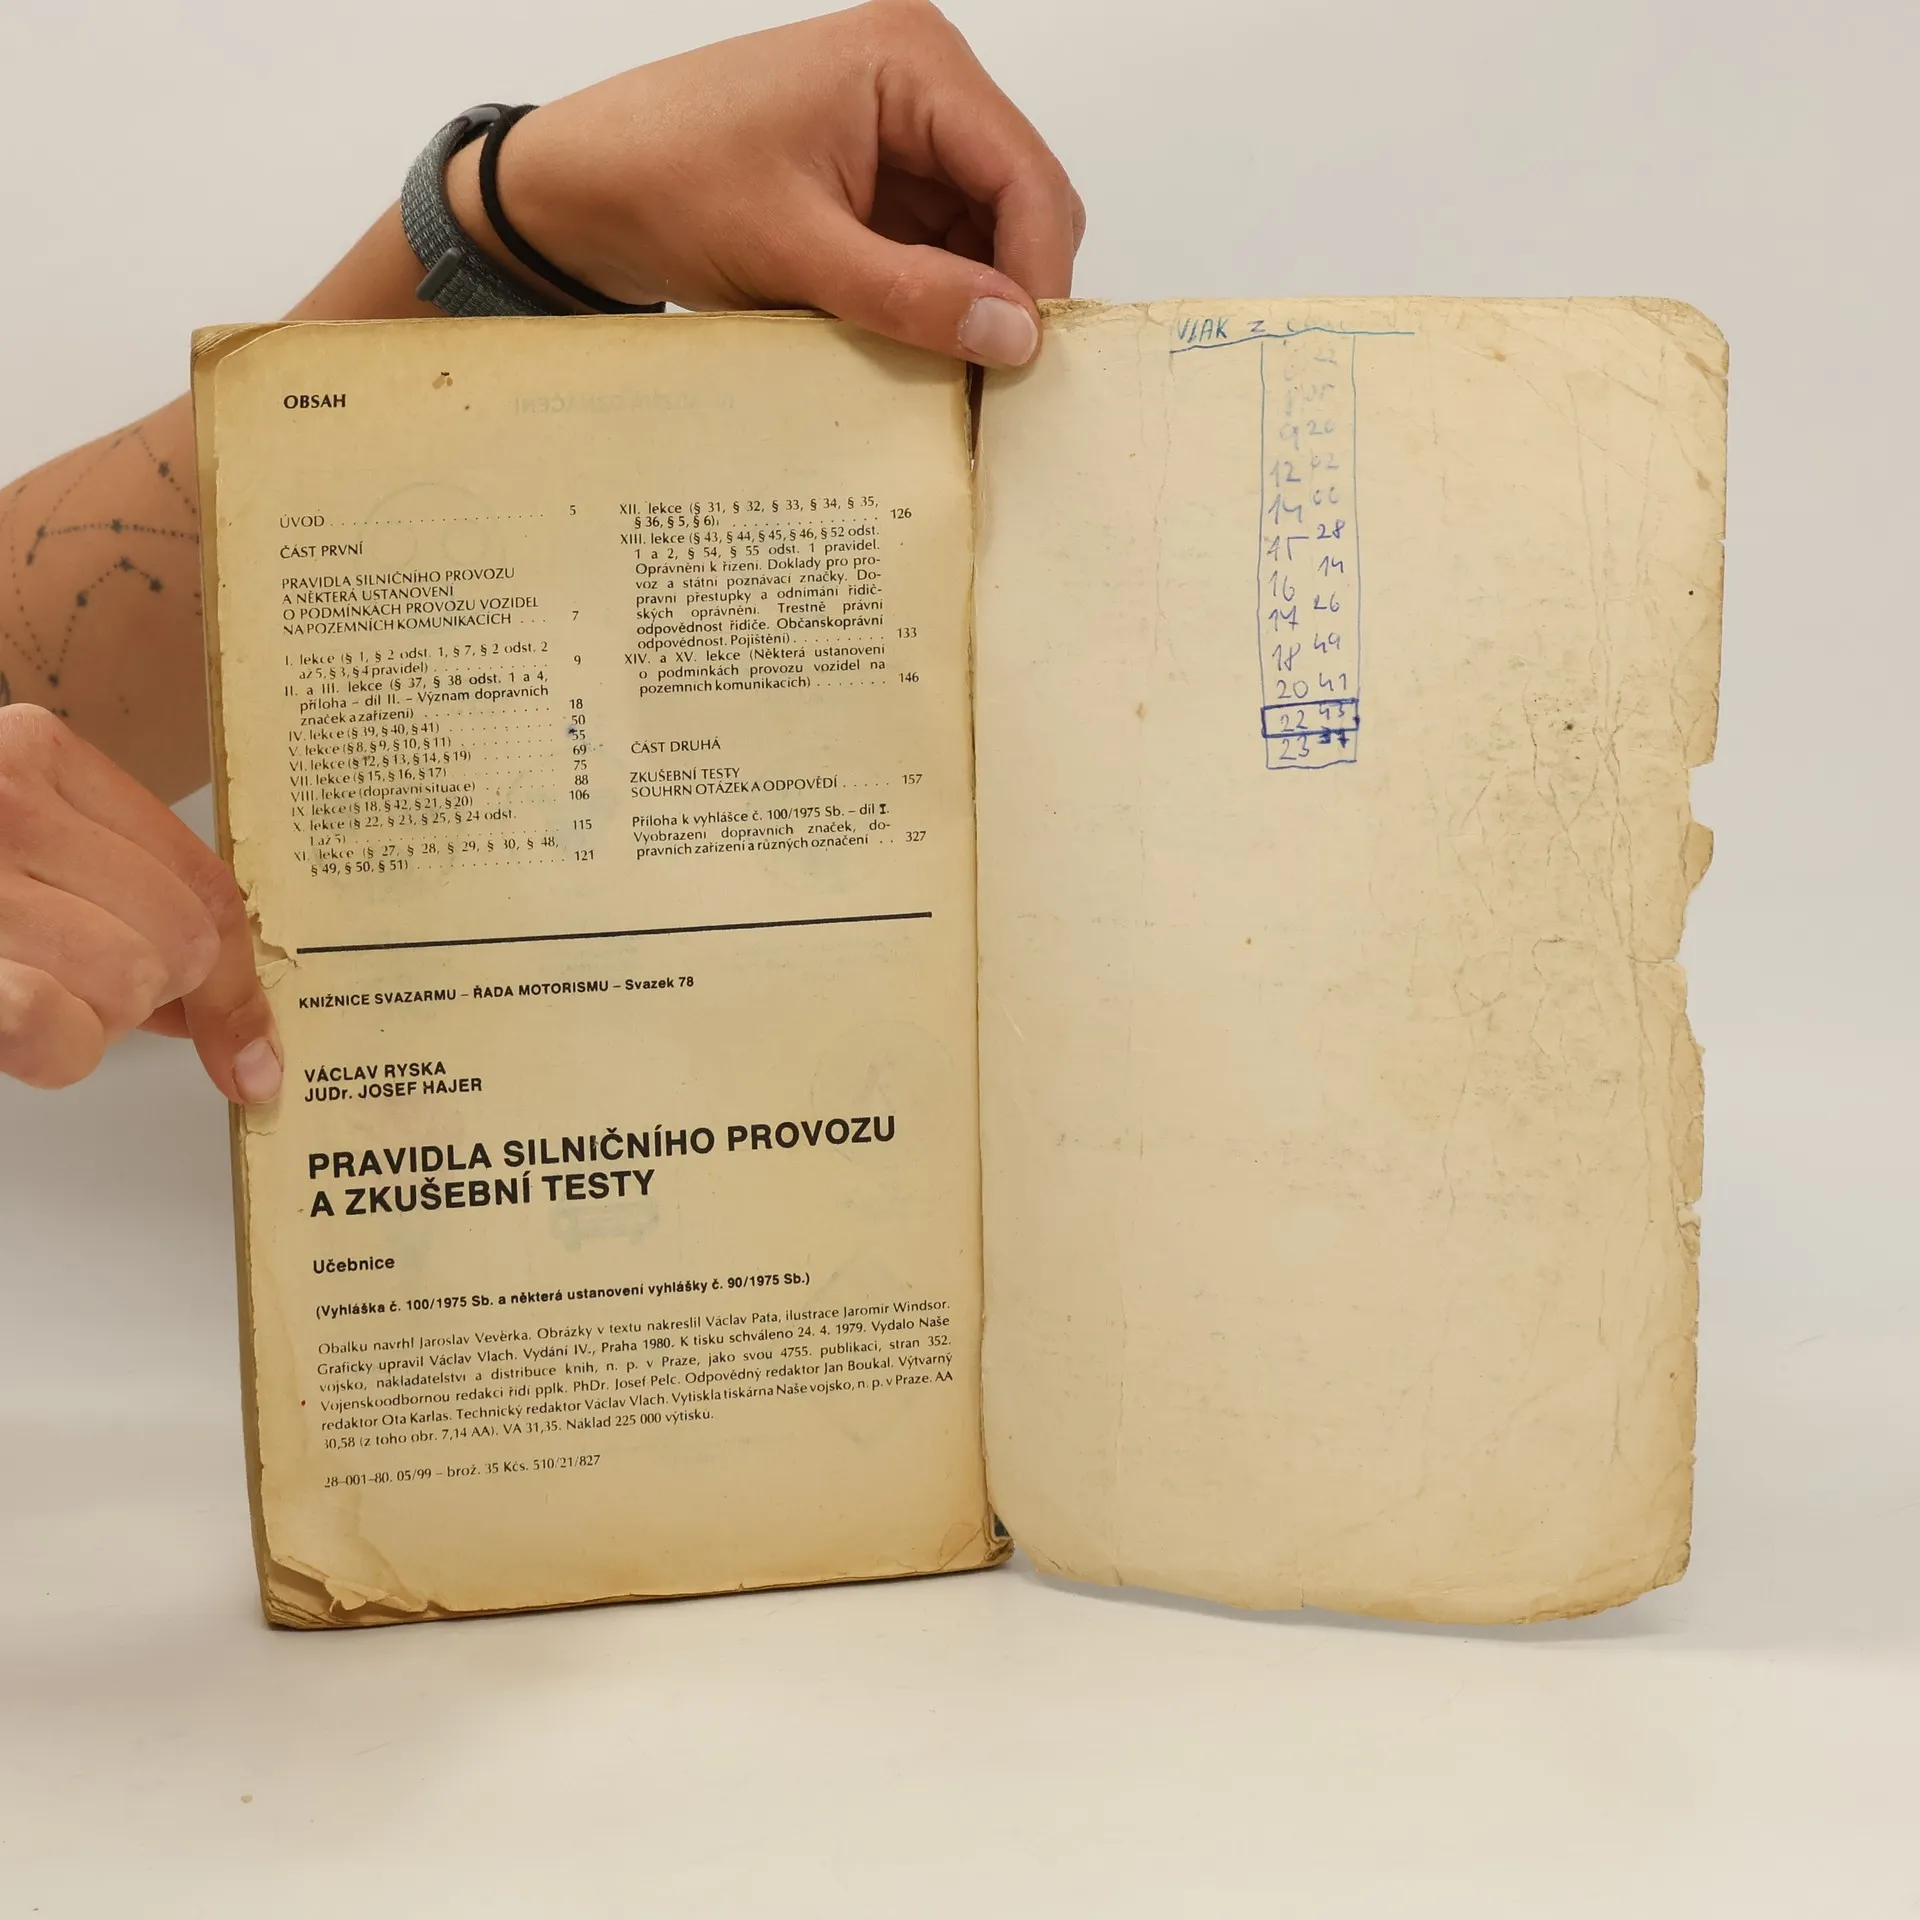 OBSAH
ÚVOD . . . . . . . . . . . . . . . . . . . 5
ČÁST PRVNÍ
PRAVIDLA SILNIČNÍHO PROVOZU
A NĚKTERÁ USTANOVENÍ
O PODMÍNKÁCH PROVOZU VOZIDEL
NA POZEMNÍCH KOMUNIKACÍCH . . . 7
I. lekce (§ 1, § 2 odst. 1, § 7, § 2 odst. 2
až 5, § 3, § 4 pravidel) . . . . . . . . . . . 9
II. a III. lekce (§ 37, § 38 odst. 1 a 4,
příloha – díl II. – Význam dopravních
značek a zařízení) . . . . . . . . . . . . 18
IV. lekce (§ 39, § 40, § 41) . . . . . . . . . . 50
V. lekce (§ 8, § 9, § 10, § 11) . . . . . . . . . 55
VI. lekce (§ 12, § 13, § 14, § 19) . . . . . . . 69
VII. lekce (§ 15, § 16, § 17) . . . . . . . . . 75
VIII. lekce (dopravní situace) . . . . . . . . 88
IX. lekce (§ 18, § 42, § 21, § 20) . . . . . . . 106
X. lekce (§ 22, § 23, § 25, § 24 odst.
1 až 5) . . . . . . . . . . . . . . . . . . 115
XI. lekce (§ 27, § 28, § 29, § 30, § 48,
§ 49, § 50, § 51) . . . . . . . . . . . . . 121
XII. lekce (§ 31, § 32, § 33, § 34, § 35,
§ 36, § 5, § 6) . . . . . . . . . . . . . 126
XIII. lekce (§ 43, § 44, § 45, § 46, § 52 odst.
1 a 2, § 54, § 55 odst. 1 pravidel.
Oprávnění k řízení. Doklady pro pro-
voz a státní poznávací značky. Do-
pravní přestupky a odnímání řidič-
ských oprávnění. Trestně právní
odpovědnost řidiče. Občanskoprávní
odpovědnost. Pojištění) . . . . . . . . . 133
XIV. a XV. lekce (Některá ustanovení
o podmínkách provozu vozidel na
pozemních komunikacích) . . . . . . . 146
ČÁST DRUHÁ
ZKUŠEBNÍ TESTY
SOUHRN OTÁZEK A ODPOVĚDÍ . . . . . 157
Příloha k vyhlášce č. 100/1975 Sb. – díl I.
Vyobrazení dopravních značek, do-
pravních zařízení a různých označení . . 327
KNIŽNICE SVAZARMU – ŘADA MOTORISMU – Svazek 78
VÁCLAV RYSKA
JUDr. JOSEF HAJER
PRAVIDLA SILNIČNÍHO PROVOZU
A ZKUŠEBNÍ TESTY
Učebnice
(Vyhláška č. 100/1975 Sb. a některá ustanovení vyhlášky č. 90/1975 Sb.)
Obálku navrhl Jaroslav Veverka. Obrázky v textu nakreslil Václav Pata, ilustrace Jaromír Windsor.
Graficky upravil Václav Vlach. Vydání IV., Praha 1980. K tisku schváleno 24. 4. 1979. Vydalo Naše
vojsko, nakladatelství a distribuce knih, n. p. v Praze, jako svou 4755. publikaci, stran 352.
Vojenskoodbornou redakci řídí pplk. PhDr. Josef Pelc. Odpovědný redaktor Jan Boukal. Výtvarný
redaktor Ota Karlas. Technický redaktor Václav Vlach. Vytiskla tiskárna Naše vojsko, n. p. v Praze. AA
30,58 (z toho obr. 7,14 AA). VA 31,35. Náklad 225 000 výtisků.
28–001–80. 05/99 – brož. 35 Kčs. 510/21/827
VLAK z
22
9 20
12 02
14 00
15 28
16 14
17 26
18 49
20 41
22 43
23 37